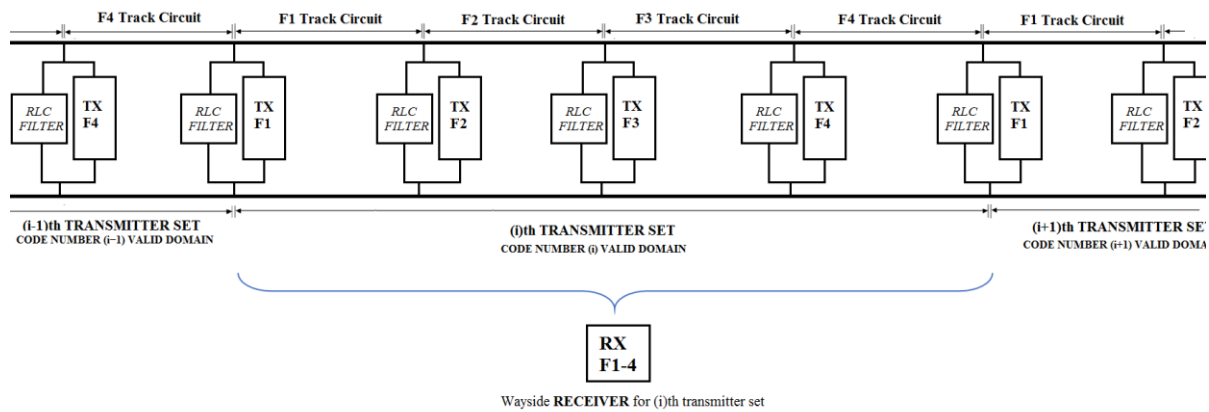 F4 Track Circuit
F1 Track Circuit
F2 Track Circuit
F3 Track Circuit
F4 Track Circuit
F1 Track Circuit
RLC
FILTER
TX
F4
RLC
FILTER
TX
F1
RLC
FILTER
TX
F2
RLC
FILTER
TX
F3
RLC
FILTER
TX
F4
RLC
FILTER
TX
F1
RLC
FILTER
TX
F2
(i-1)th TRANSMITTER SET
CODE NUMBER (i−1) VALID DOMAIN
(i)th TRANSMITTER SET
CODE NUMBER (i) VALID DOMAIN
(i+1)th TRANSMITTER SET
CODE NUMBER (i+1) VALID DOMA
RX
F1-4
Wayside RECEIVER for (i)th transmitter set